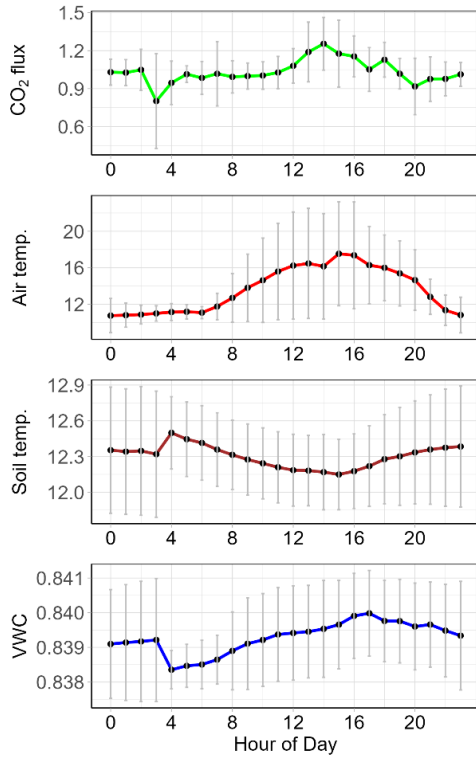 CO₂ flux
1.5
1.2
0.9
0.6
0 4 8 12 16 20
Air temp.
20
16
12
0 4 8 12 16 20
Soil temp.
12.9
12.6
12.3
12.0
0 4 8 12 16 20
VWC
0.841
0.840
0.839
0.838
0 4 8 12 16 20
Hour of Day